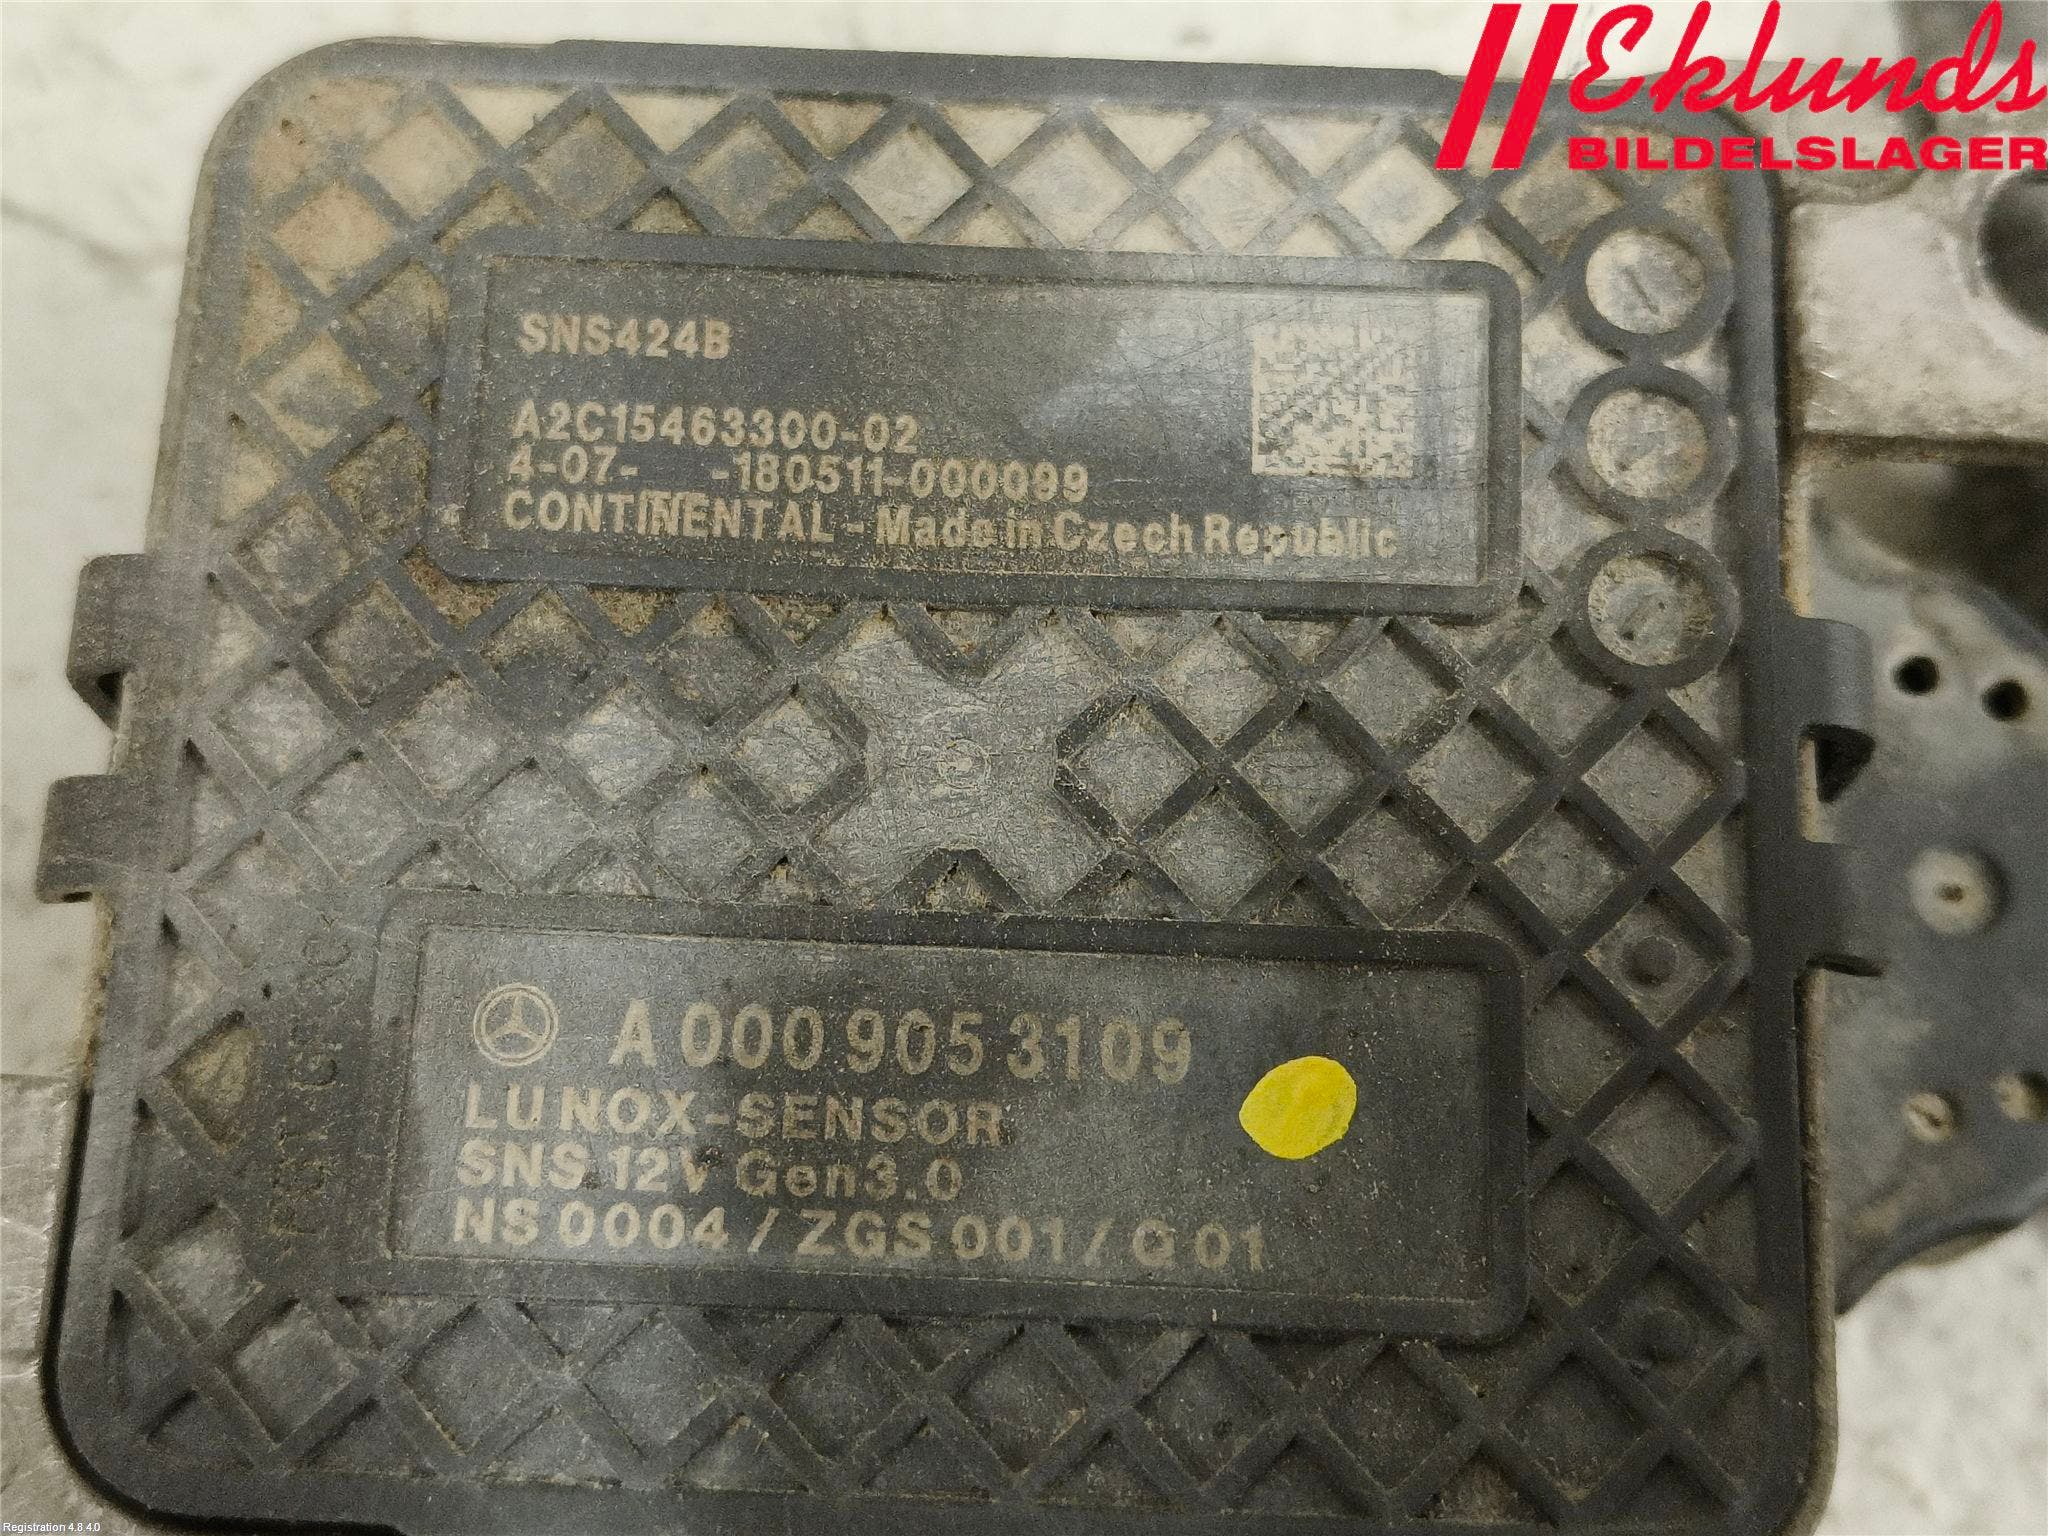 Eklunds
BILDELSLAGER
SNS424B
A2C15463300-02
4-07- -180511-000099
CONTINENTAL - Made in Czech Republic
A 000 905 3109
LU NOX-SENSOR
SNS 12V Gen3.0
NS 0004 / ZGS 001 / Q 01
Registration 4.8.4.0